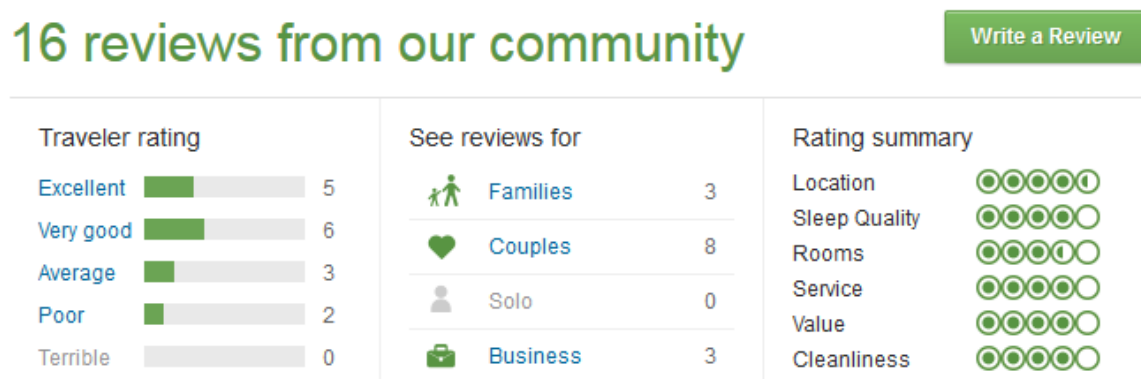 16 reviews from our community
Write a Review
Traveler rating
Excellent 5
Very good 6
Average 3
Poor 2
Terrible 0
See reviews for
Families 3
Couples 8
Solo 0
Business 3
Rating summary
Location
Sleep Quality
Rooms
Service
Value
Cleanliness